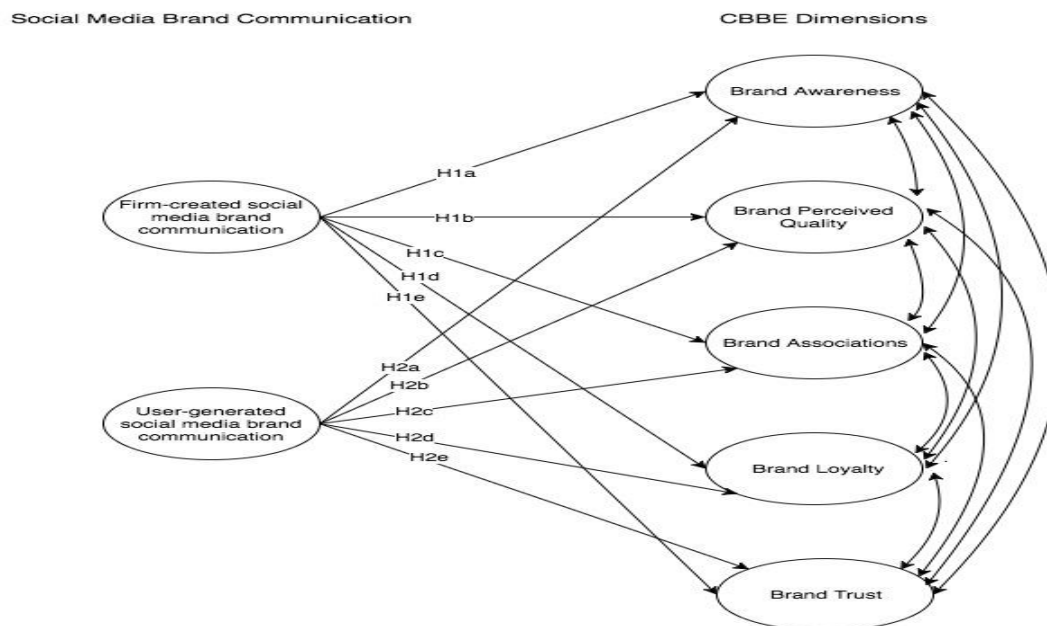 Social Media Brand Communication
CBBE Dimensions
Brand Awareness
H1a
Firm-created social
media brand
communication
H1b
Brand Perceived
Quality
H1c
H1d
H1e
Brand Associations
H2a
H2b
User-generated
social media brand
communication
H2c
H2d
H2e
Brand Loyalty
Brand Trust